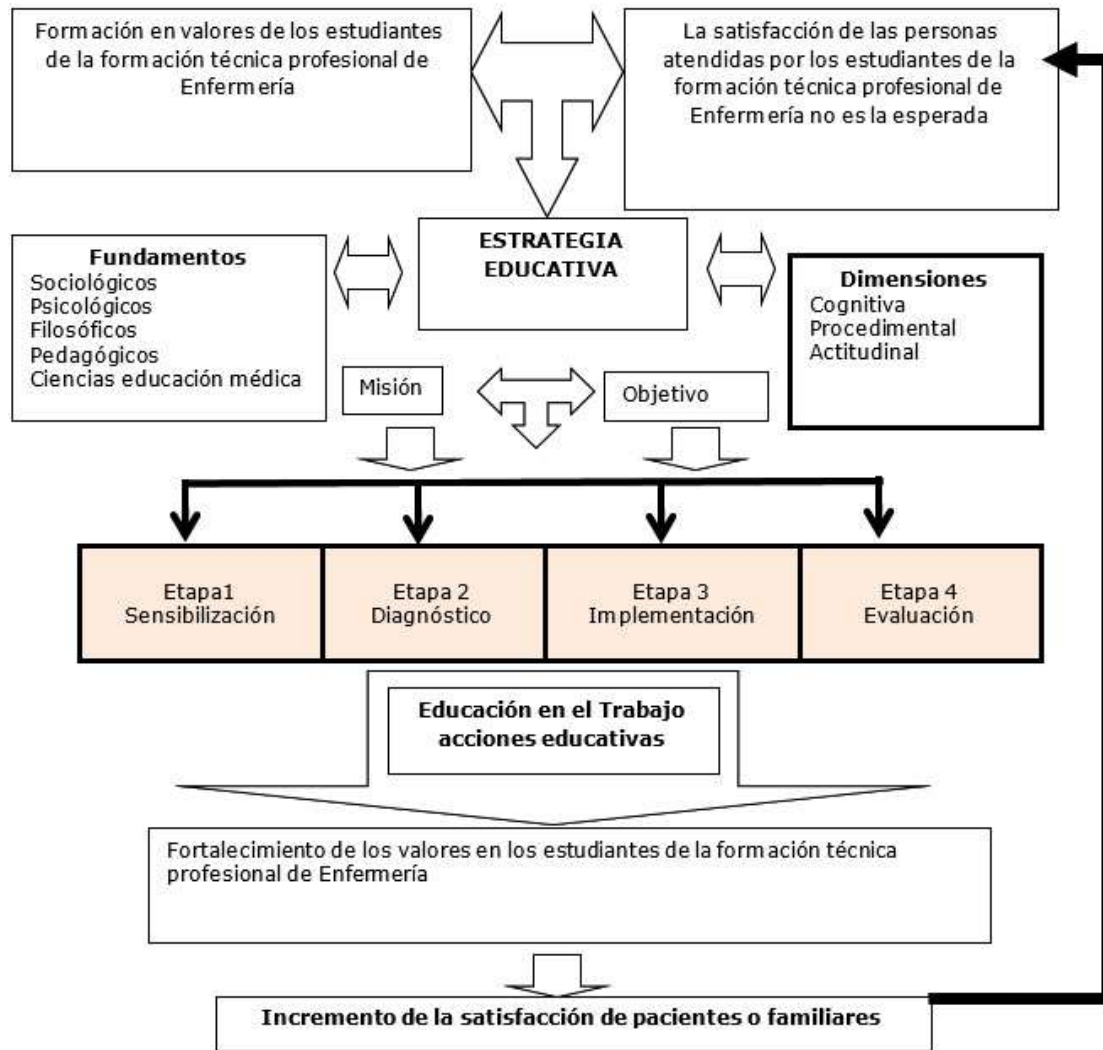 Formación en valores de los estudiantes
de la formación técnica profesional de
Enfermería
La satisfacción de las personas
atendidas por los estudiantes de la
formación técnica profesional de
Enfermería no es la esperada
ESTRATEGIA
EDUCATIVA
Fundamentos
Sociológicos
Psicológicos
Filosóficos
Pedagógicos
Ciencias educación médica
Dimensiones
Cognitiva
Procedimental
Actitudinal
Misión
Objetivo
Etapa1
Sensibilización
Etapa 2
Diagnóstico
Etapa 3
Implementación
Etapa 4
Evaluación
Educación en el Trabajo
acciones educativas
Fortalecimiento de los valores en los estudiantes de la formación técnica
profesional de Enfermería
Incremento de la satisfacción de pacientes o familiares